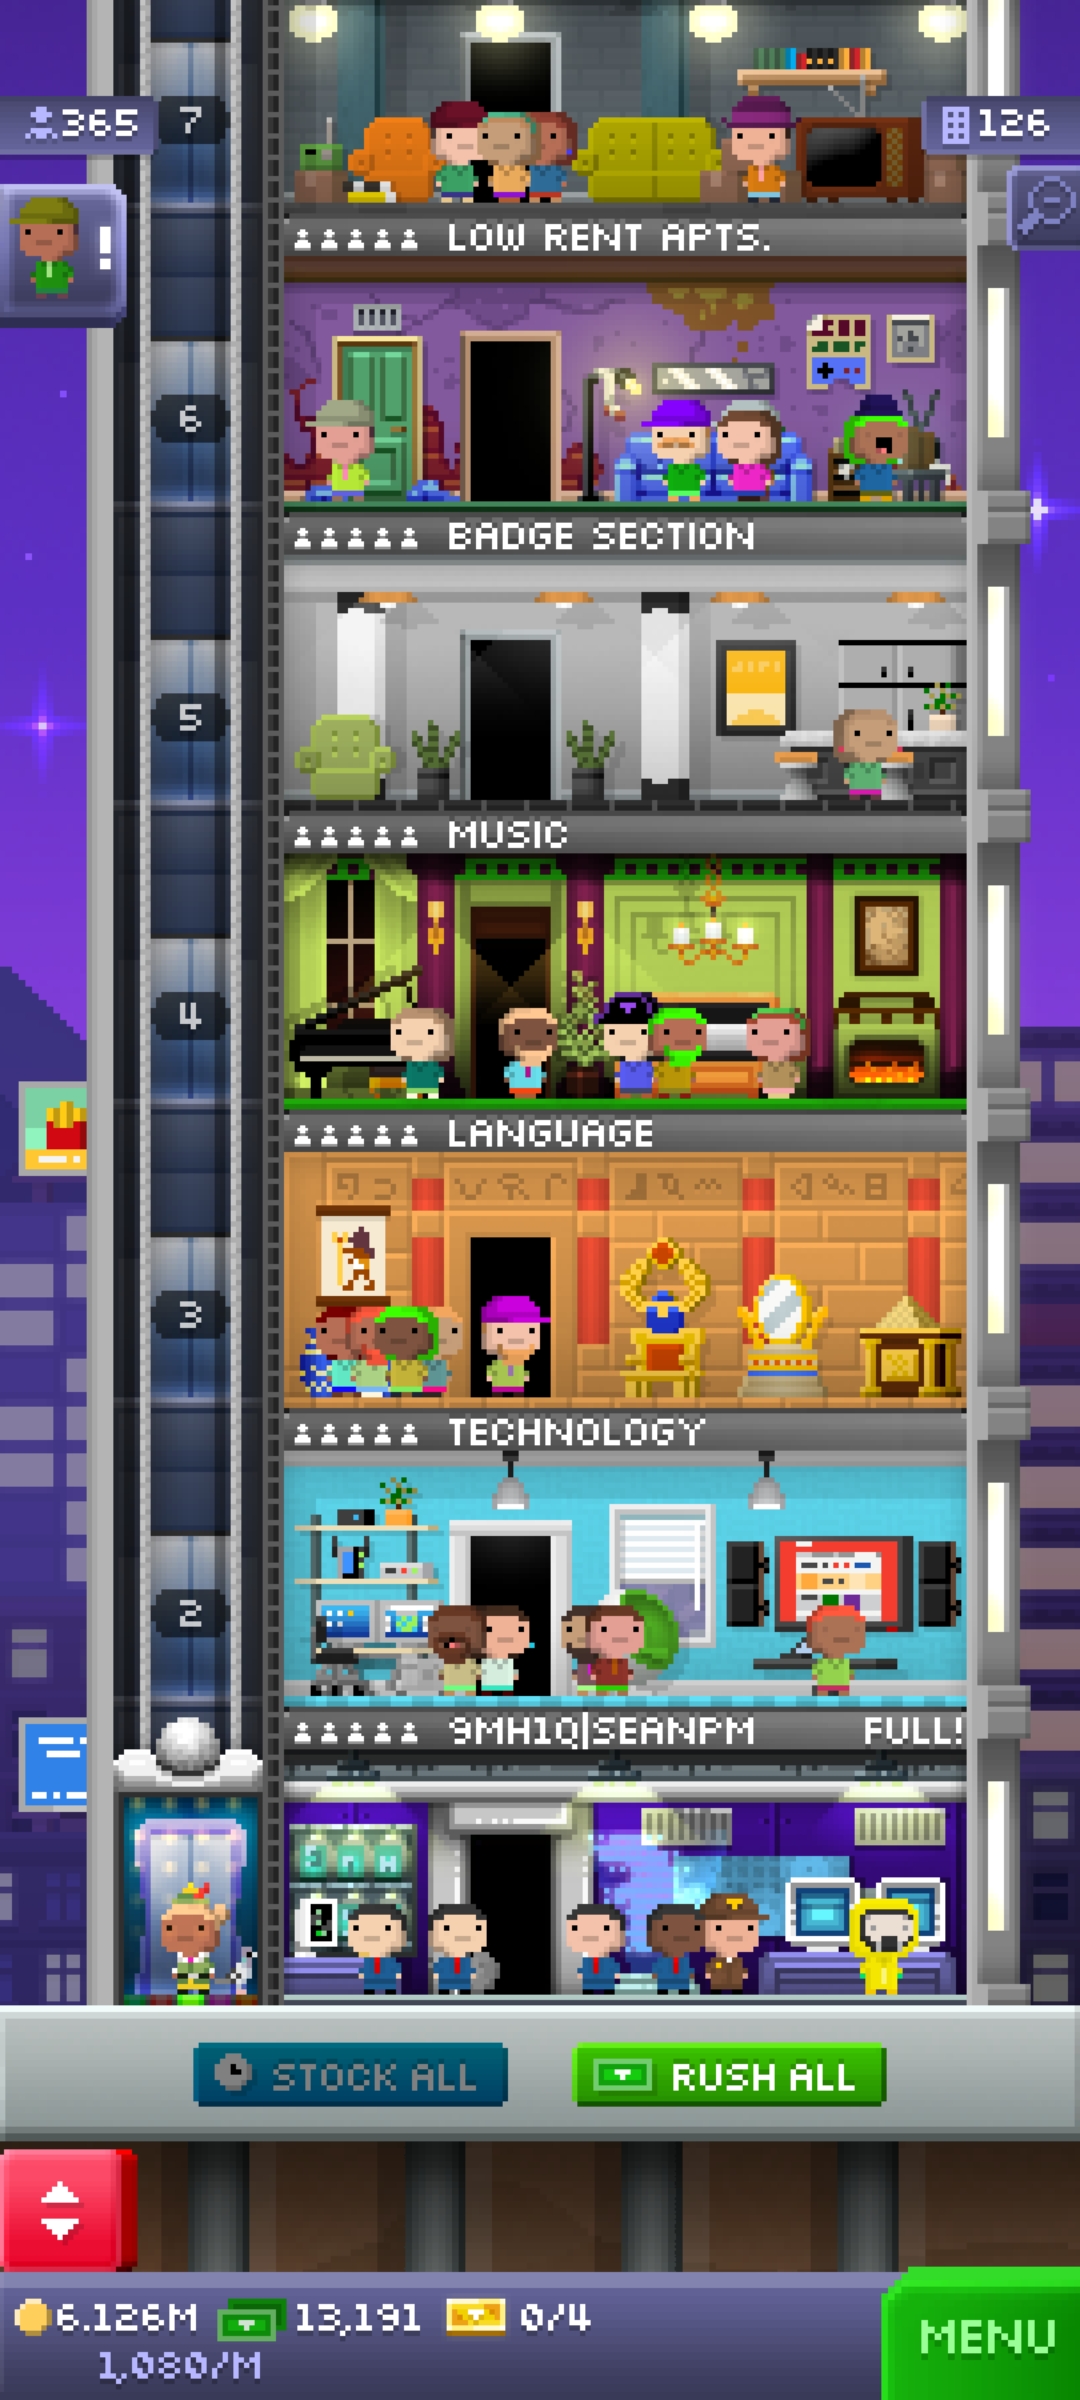 7
365
126
!
LOW RENT APTS.
6
BADGE SECTION
5
MUSIC
4
LANGUAGE
3
TECHNOLOGY
2
9MH1Q|SEANPM FULL!
STOCK ALL
RUSH ALL
6.126M 13,191 0/4
1,080/M
MENU